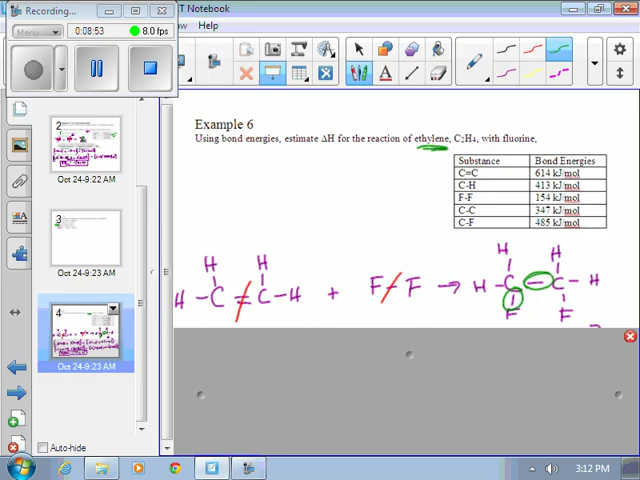 Recording...
Menu
0:08:53
8.0 fps
T Notebook
Help
2
Oct 24-9:22 AM
3
Oct 24-9:23 AM
4
Oct 24-9:23 AM
Auto-hide
Example 6
Using bond energies, estimate ΔH for the reaction of ethylene, C2H4, with fluorine,
Substance Bond Energies
C=C 614 kJ/mol
C-H 413 kJ/mol
F-F 154 kJ/mol
C-C 347 kJ/mol
C-F 485 kJ/mol
H H H H
H - C = C - H + F - F → H - C - C - H
F F
3:12 PM